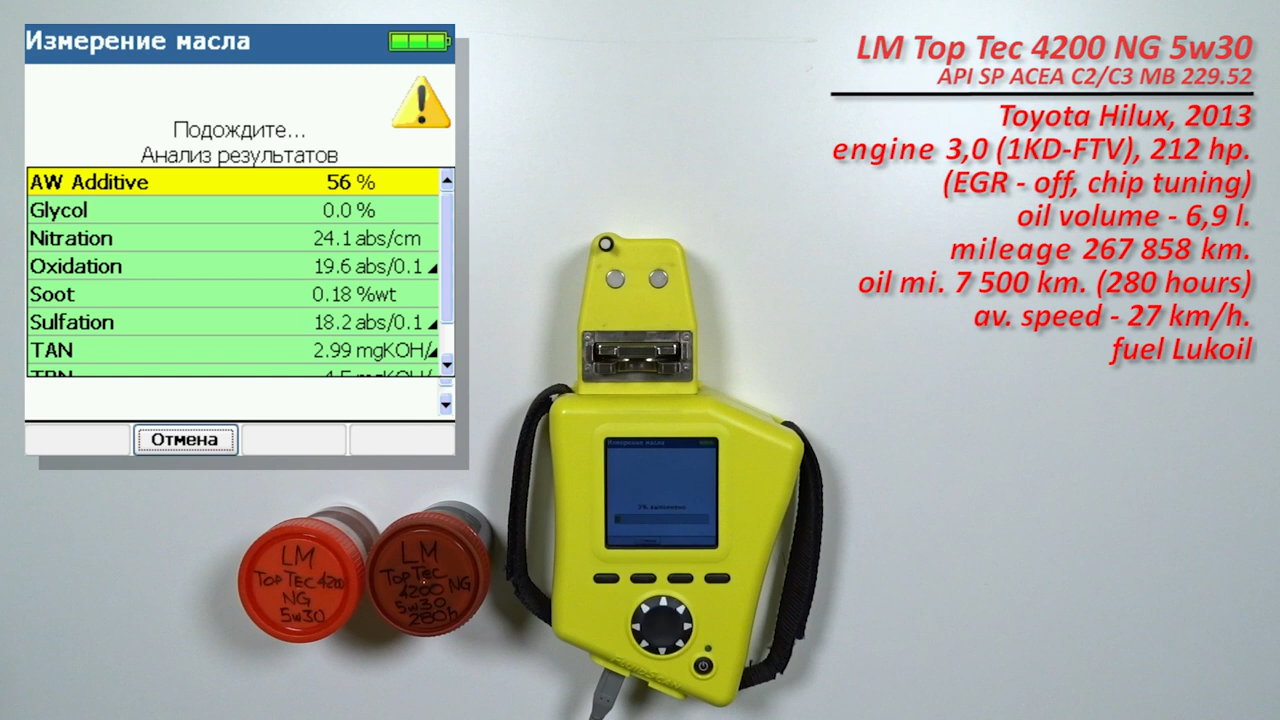 Измерение масла
Подождите...
Анализ результатов
AW Additive 56 %
Glycol 0.0 %
Nitration 24.1 abs/cm
Oxidation 19.6 abs/0.1
Soot 0.18 %wt
Sulfation 18.2 abs/0.1
TAN 2.99 mgKOH/
Отмена
LM Top Tec 4200 NG 5w30
API SP ACEA C2/C3 MB 229.52
Toyota Hilux, 2013
engine 3,0 (1KD-FTV), 212 hp.
(EGR - off, chip tuning)
oil volume - 6,9 l.
mileage 267 858 km.
oil mi. 7 500 km. (280 hours)
av. speed - 27 km/h.
fuel Lukoil
Измерение масла
LM
Top Tec 4200
NG
5w30
LM
Top Tec
4200 NG
5w30
280h